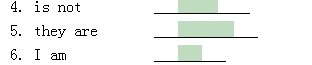 4. is not
5. they are
6. I am